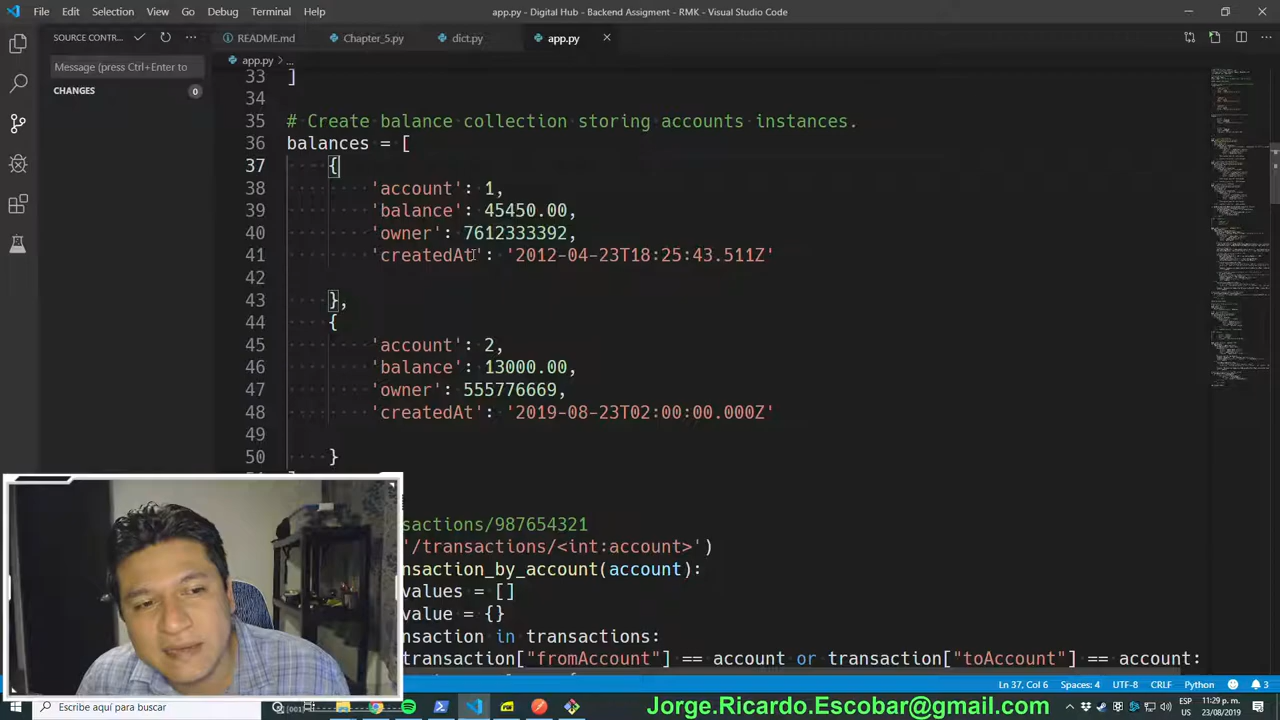 File Edit Selection View Go Debug Terminal Help
app.py - Digital Hub - Backend Assigment - RMK - Visual Studio Code
SOURCE CONTR...
README.md Chapter_5.py dict.py app.py
Message (press Ctrl+Enter to
CHANGES 0
app.py > ...
33 ]
34
35 # Create balance collection storing accounts instances.
36 balances = [
37 {
38 'account': 1,
39 'balance': 45450.00,
40 'owner': 7612333392,
41 'createdAt': '2012-04-23T18:25:43.511Z'
42
43 },
44 {
45 'account': 2,
46 'balance': 13000.00,
47 'owner': 555776669,
48 'createdAt': '2019-08-23T02:00:00.000Z'
49
50 }
sactions/987654321
'/transactions/<int:account>')
nsaction_by_account(account):
values = []
value = {}
nsaction in transactions:
transaction["fromAccount"] == account or transaction["toAccount"] == account:
Ln 37, Col 6 Spaces: 4 UTF-8 CRLF Python 3
Escribe aquí para buscar
Jorge.Ricardo.Escobar@gmail.com
ESP
US
11:29 p. m.
23/08/2019